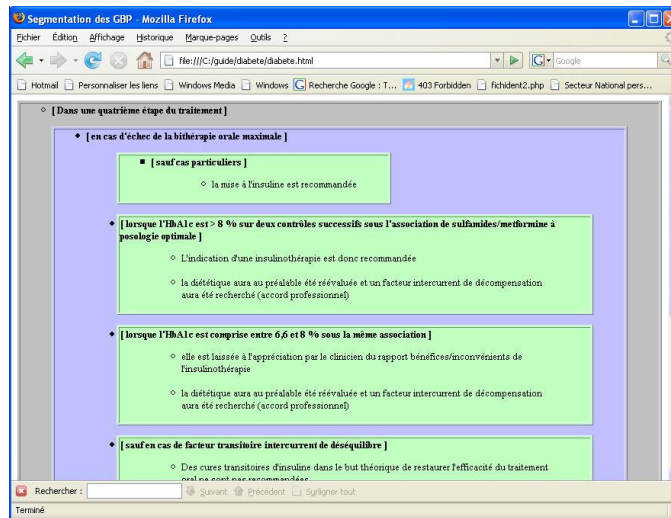 Segmentation des GBP - Mozilla Firefox
Fichier Édition Affichage Historique Marque-pages Outils ?
file:///C:/guide/diabete/diabete.html
Google
Hotmail Personnaliser les liens Windows Media Windows Recherche Google : T... 403 Forbidden fichident2.php Secteur National pers...
[Dans une quatrième étape du traitement]
[en cas d'échec de la bithérapie orale maximale ]
[sauf cas particuliers ]
la mise à l'insuline est recommandée
[lorsque l'HbA1c est > 8 % sur deux contrôles successifs sous l'association de sulfamides/metformine à
posologie optimale ]
L'indication d'une insulinothérapie est donc recommandée
la diététique aura au préalable été réévaluée et un facteur intercurrent de décompensation
aura été recherché (accord professionnel)
[lorsque l'HbA1c est comprise entre 6,6 et 8 % sous la même association ]
elle est laissée à l'appréciation par le clinicien du rapport bénéfices/inconvénients de
l'insulinothérapie
la diététique aura au préalable été réévaluée et un facteur intercurrent de décompensation
aura été recherché (accord professionnel)
[sauf en cas de facteur transitoire intercurrent de déséquilibre ]
Des cures transitoires d'insuline dans le but théorique de restaurer l'efficacité du traitement
oral ne sont pas recommandées
Rechercher : Suivant Précédent Surligner tout
Terminé